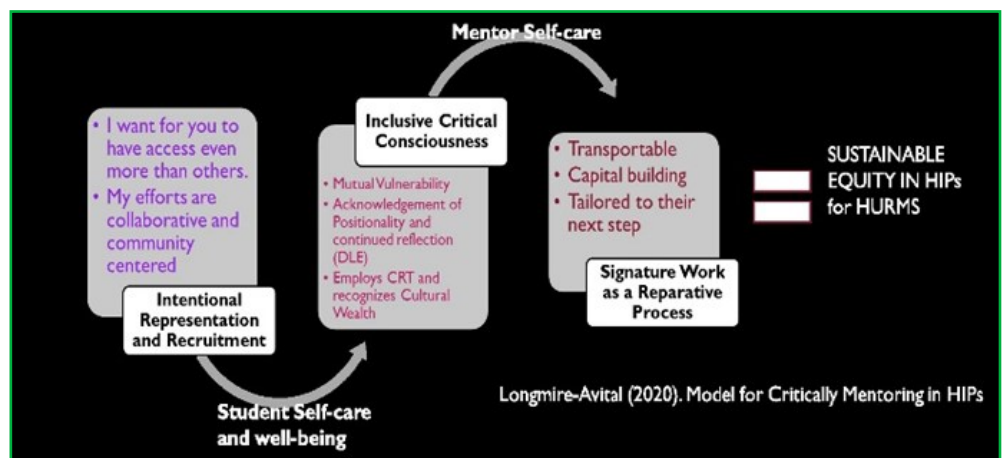 Mentor Self-care
• I want for you to
have access even
more than others.
• My efforts are
collaborative and
community
centered
Intentional
Representation
and Recruitment
Student Self-care
and well-being
Inclusive Critical
Consciousness
• Mutual Vulnerability
• Acknowledgement of
Positionality and
continued reflection
(DLE)
• Employs CRT and
recognizes Cultural
Wealth
• Transportable
• Capital building
• Tailored to their
next step
Signature Work
as a Reparative
Process
SUSTAINABLE
EQUITY IN HIPs
for HURMS
Longmire-Avital (2020). Model for Critically Mentoring in HIPs